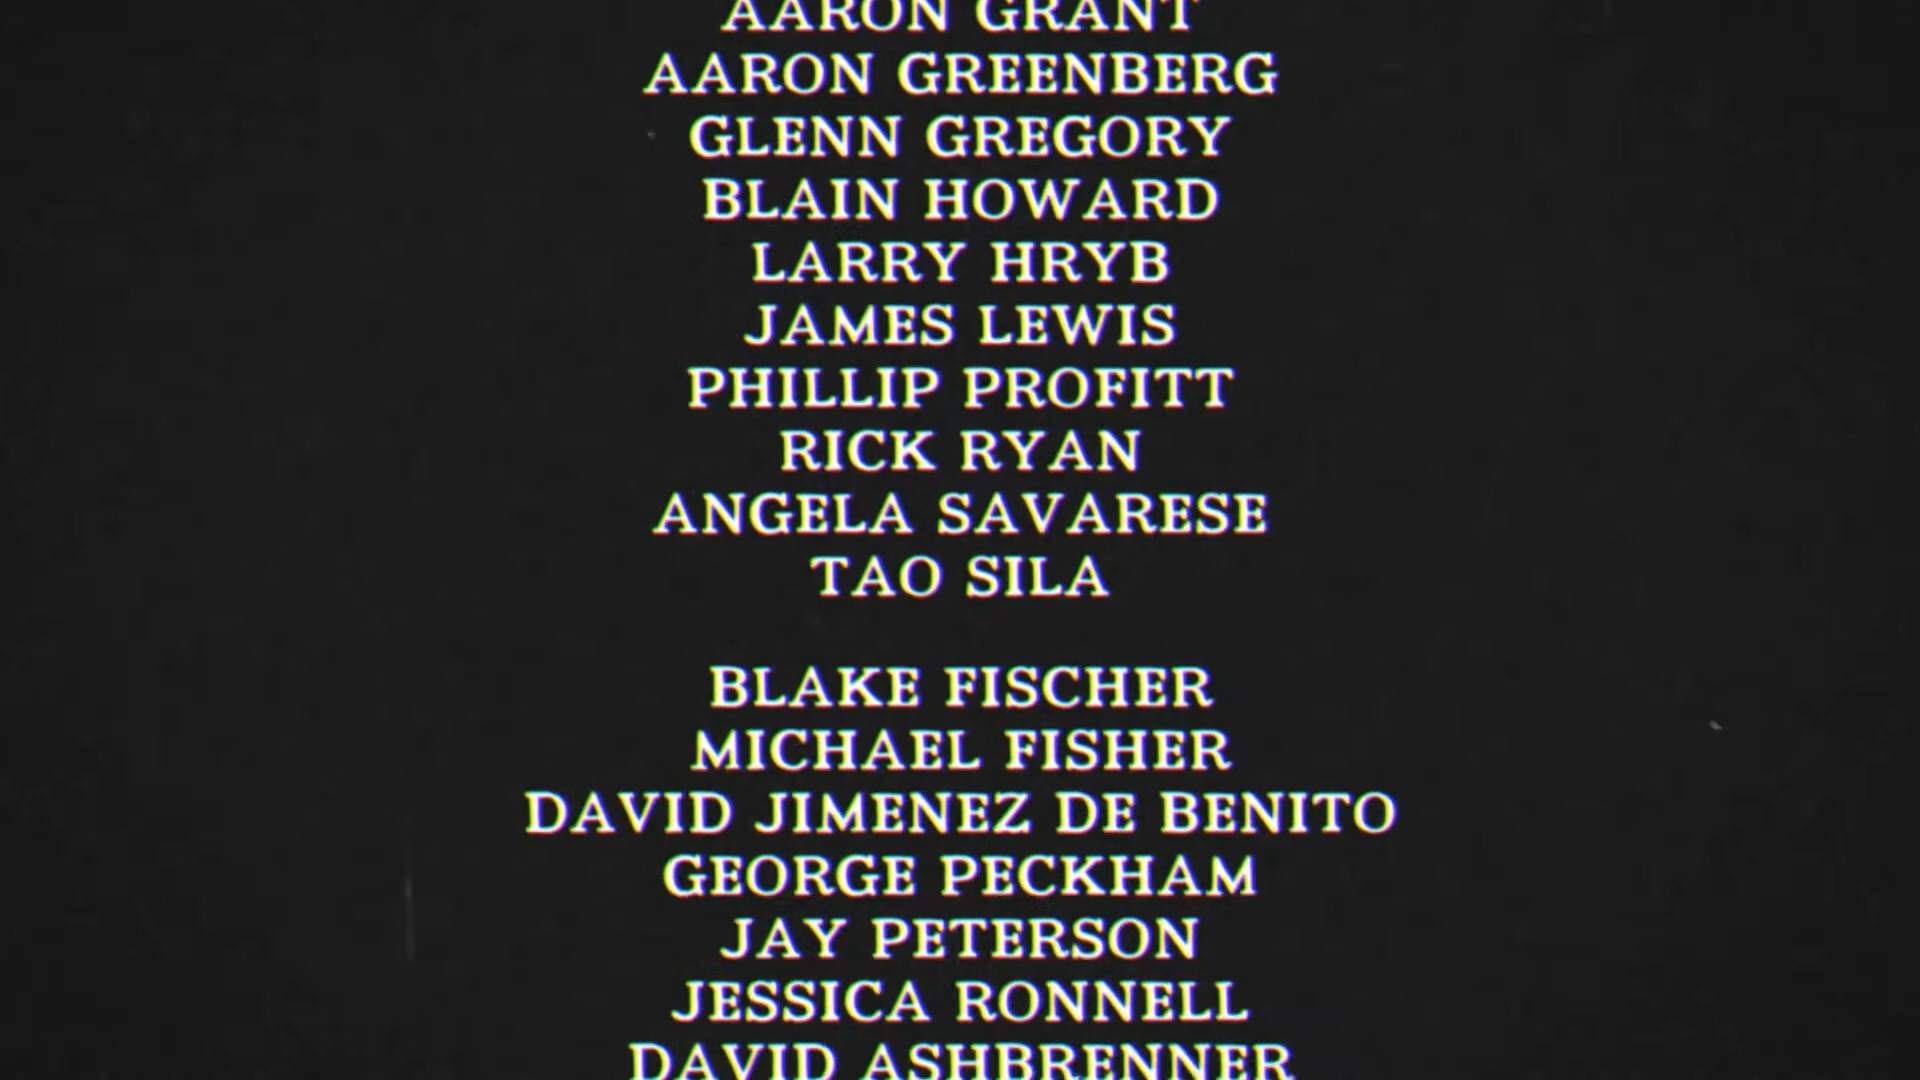 AARON GRANT
AARON GREENBERG
GLENN GREGORY
BLAIN HOWARD
LARRY HRYB
JAMES LEWIS
PHILLIP PROFITT
RICK RYAN
ANGELA SAVARESE
TAO SILA
BLAKE FISCHER
MICHAEL FISHER
DAVID JIMENEZ DE BENITO
GEORGE PECKHAM
JAY PETERSON
JESSICA RONNELL
DAVID ASHBRENNER